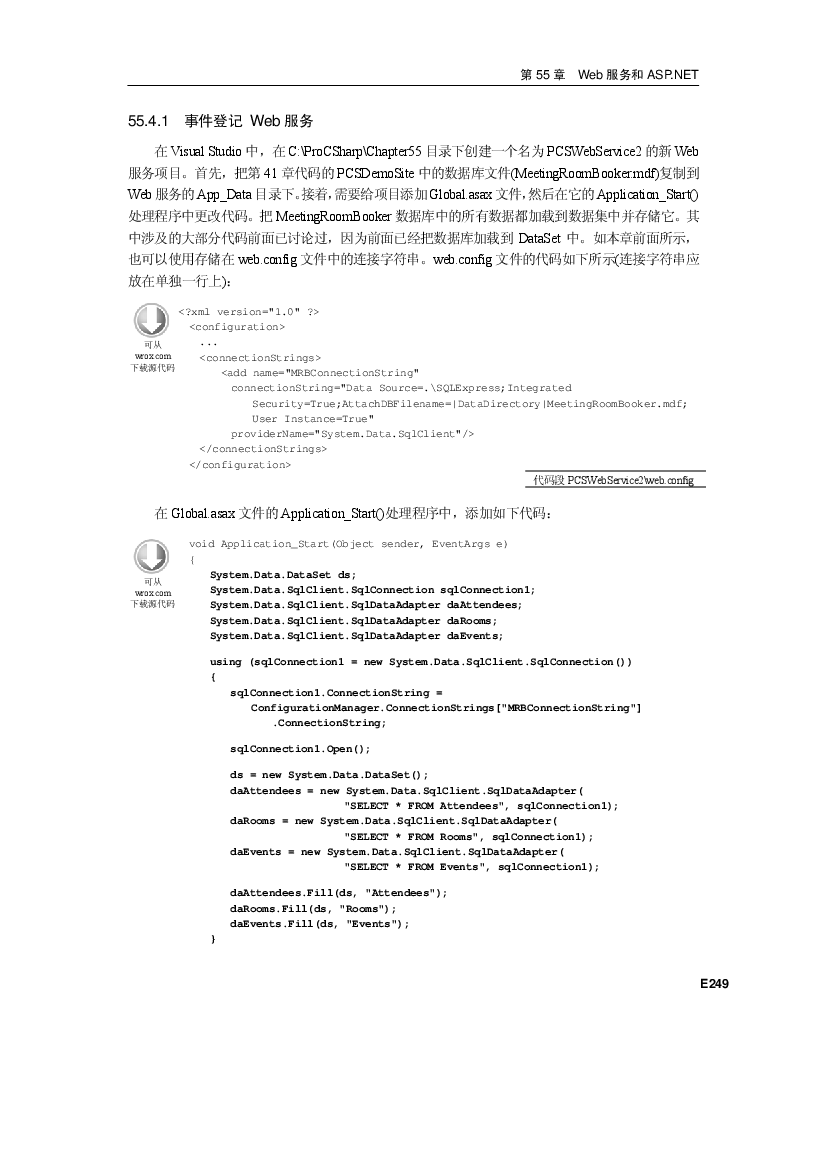 第 55 章 Web 服务和 ASP.NET
55.4.1 事件登记 Web 服务
在 Visual Studio 中，在 C:\ProCSharp\Chapter55 目录下创建一个名为 PCSWebService2 的新 Web
服务项目。首先，把第 41 章代码的 PCSDemoSite 中的数据库文件(MeetingRoomBooker.mdf)复制到
Web 服务的 App_Data 目录下。接着，需要给项目添加 Global.asax 文件，然后在它的 Application_Start()
处理程序中更改代码。把 MeetingRoomBooker 数据库中的所有数据都加载到数据集中并存储它。其
中涉及的大部分代码前面已讨论过，因为前面已经把数据库加载到 DataSet 中。如本章前面所示，
也可以使用存储在 web.config 文件中的连接字符串。web.config 文件的代码如下所示(连接字符串应
放在单独一行上)：
可从
wrox.com
下载源代码
<?xml version="1.0" ?>
<configuration>
...
<connectionStrings>
<add name="MRBConnectionString"
connectionString="Data Source=.\SQLExpress;Integrated
Security=True;AttachDBFilename=|DataDirectory|MeetingRoomBooker.mdf;
User Instance=True"
providerName="System.Data.SqlClient"/>
</connectionStrings>
</configuration>
代码段 PCSWebService2\web.config
在 Global.asax 文件的 Application_Start()处理程序中，添加如下代码：
可从
wrox.com
下载源代码
void Application_Start(Object sender, EventArgs e)
{
System.Data.DataSet ds;
System.Data.SqlClient.SqlConnection sqlConnection1;
System.Data.SqlClient.SqlDataAdapter daAttendees;
System.Data.SqlClient.SqlDataAdapter daRooms;
System.Data.SqlClient.SqlDataAdapter daEvents;
using (sqlConnection1 = new System.Data.SqlClient.SqlConnection())
{
sqlConnection1.ConnectionString =
ConfigurationManager.ConnectionStrings["MRBConnectionString"]
.ConnectionString;
sqlConnection1.Open();
ds = new System.Data.DataSet();
daAttendees = new System.Data.SqlClient.SqlDataAdapter(
"SELECT * FROM Attendees", sqlConnection1);
daRooms = new System.Data.SqlClient.SqlDataAdapter(
"SELECT * FROM Rooms", sqlConnection1);
daEvents = new System.Data.SqlClient.SqlDataAdapter(
"SELECT * FROM Events", sqlConnection1);
daAttendees.Fill(ds, "Attendees");
daRooms.Fill(ds, "Rooms");
daEvents.Fill(ds, "Events");
}
E249